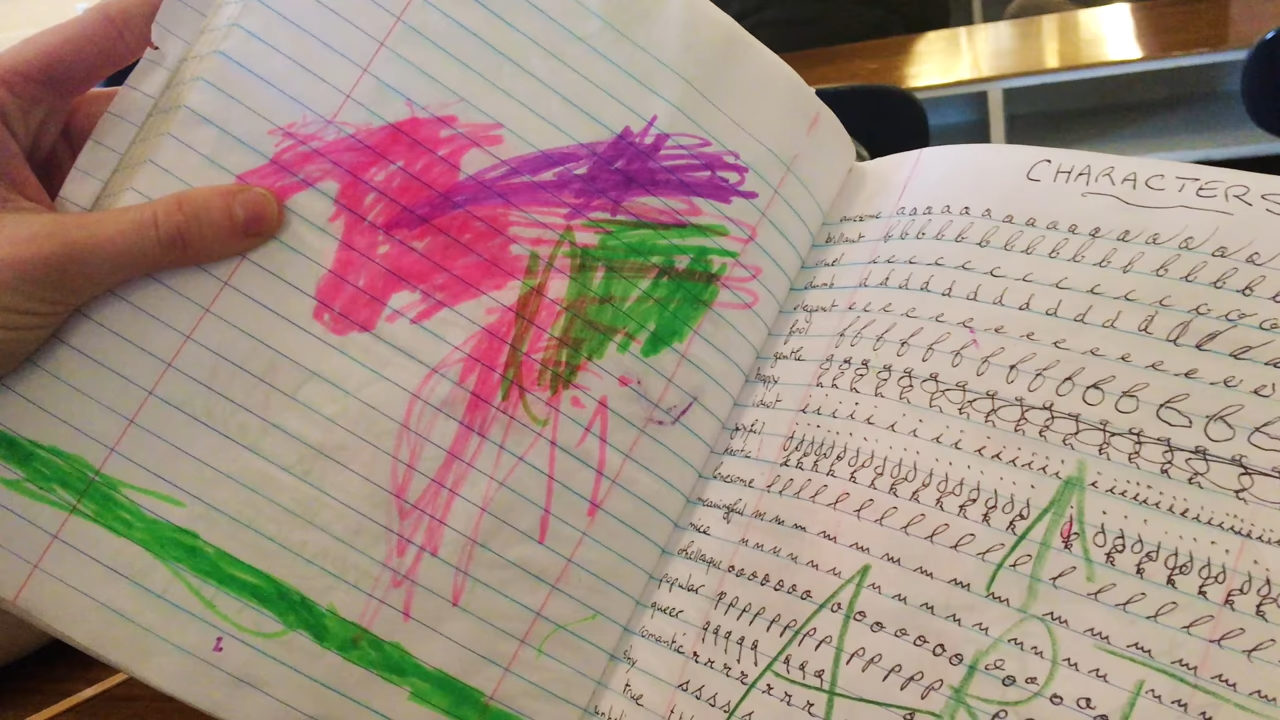 CHARACTERS
awesome a a a a a a a a a a a a a a a a
brilliant b b b b b b b b b b b b b b b b b
cruel c c c c c c c c c c c c c c c c
dumb d d d d d d d d d d d d d d d d
elegant e e e e e e e e e e e e e e e e
fool f f f f f f f f f f f f f f f
gentle g g g g g g g g g g g g g g g g g
happy h h h h h h h h h h h h h h h h
idiot i i i i i i i i i i i i i i i i i i i i i i i i
joyful j j j j j j j j j j j j j j j j j j j j j j
k k k k k k k k k k k k k k k k k k
lonesome l l l l l l l l l l l l l l l l
meaningful m m m m m m m m m m m m m m
nice n n n n n n n n n n n n n n
o o o o o o o o o o o o o o o o
popular p p p p p p p p p p p p p
queer q q q q q q q q
romantic r r r r r r
shy s s s s
true t t t
ART